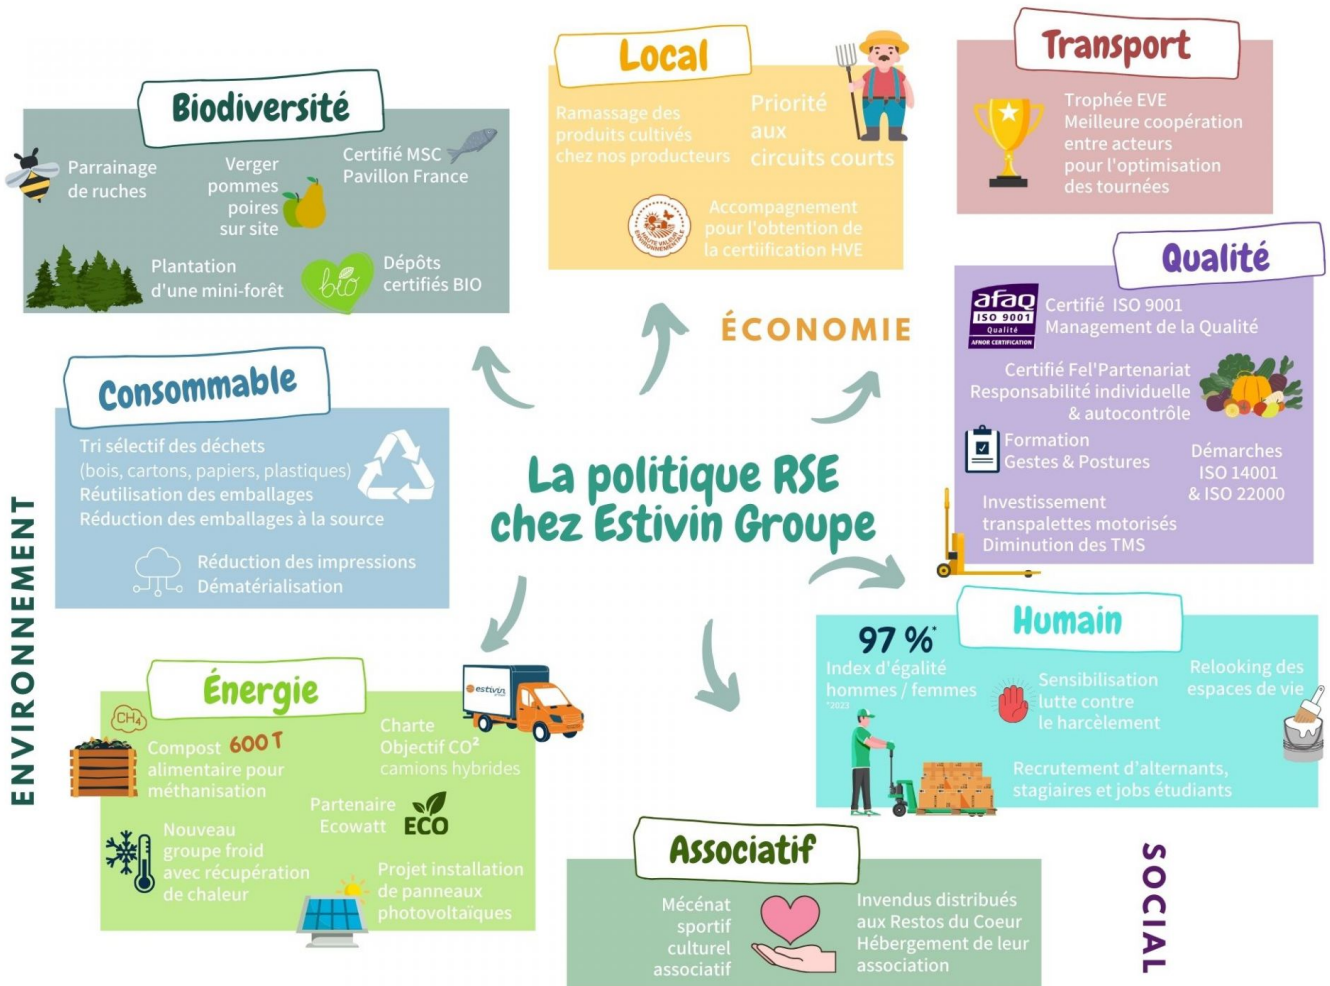 Biodiversité
Parrainage
de ruches
Verger
pommes
poires
sur site
Certifié MSC
Pavillon France
Plantation
d'une mini-forêt
bio
Dépôts
certifiés BIO
Local
Ramassage des
produits cultivés
chez nos producteurs
Priorité
aux
circuits courts
HAUTE VALEUR
ENVIRONNEMENTALE
Accompagnement
pour l'obtention de
la certiification HVE
Transport
Trophée EVE
Meilleure coopération
entre acteurs
pour l'optimisation
des tournées
ÉCONOMIE
Qualité
afaq
ISO 9001
Qualité
AFNOR CERTIFICATION
Certifié ISO 9001
Management de la Qualité
Certifié Fel'Partenariat
Responsabilité individuelle
& autocontrôle
Formation
Gestes & Postures
Démarches
ISO 14001
& ISO 22000
Investissement
transpalettes motorisés
Diminution des TMS
Consommable
Tri sélectif des déchets
(bois, cartons, papiers, plastiques)
Réutilisation des emballages
Réduction des emballages à la source
Réduction des impressions
Dématérialisation
La politique RSE
chez Estivin Groupe
ENVIRONNEMENT
Énergie
CH4
Compost 600 T
alimentaire pour
méthanisation
Charte
Objectif CO²
camions hybrides
estivin
Partenaire
Ecowatt
ECO
Nouveau
groupe froid
avec récupération
de chaleur
Projet installation
de panneaux
photovoltaïques
Humain
97 %*
Index d'égalité
hommes / femmes
*2023
Sensibilisation
lutte contre
le harcèlement
Relooking des
espaces de vie
Recrutement d'alternants,
stagiaires et jobs étudiants
Associatif
Mécénat
sportif
culturel
associatif
Invendus distribués
aux Restos du Coeur
Hébergement de leur
association
SOCIAL